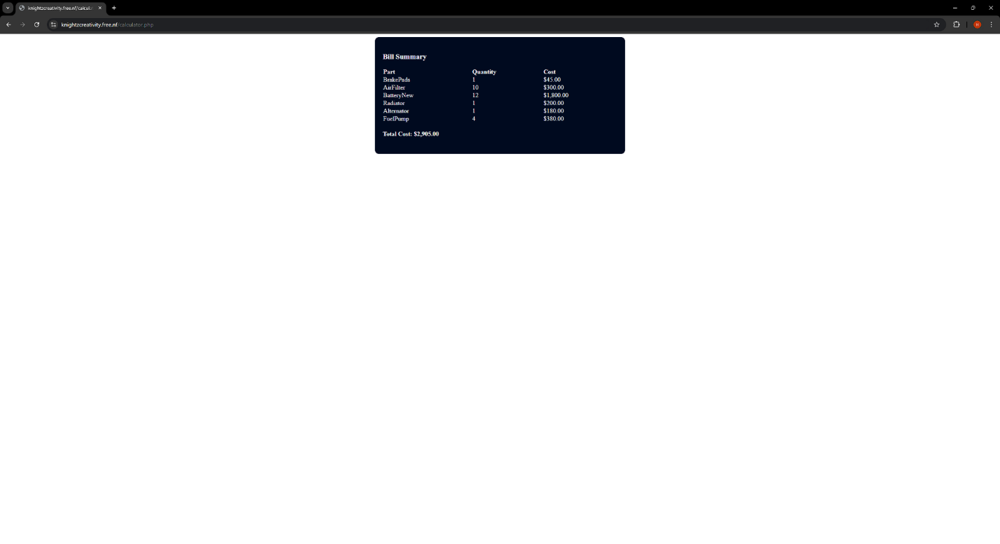 knightzcreativity.free.nf/calcul
knightzcreativity.free.nf/calculator.php
H
Bill Summary
Part Quantity Cost
BrakePads 1 $45.00
AirFilter 10 $300.00
BatteryNew 12 $1,800.00
Radiator 1 $200.00
Alternator 1 $180.00
FuelPump 4 $380.00
Total Cost: $2,905.00